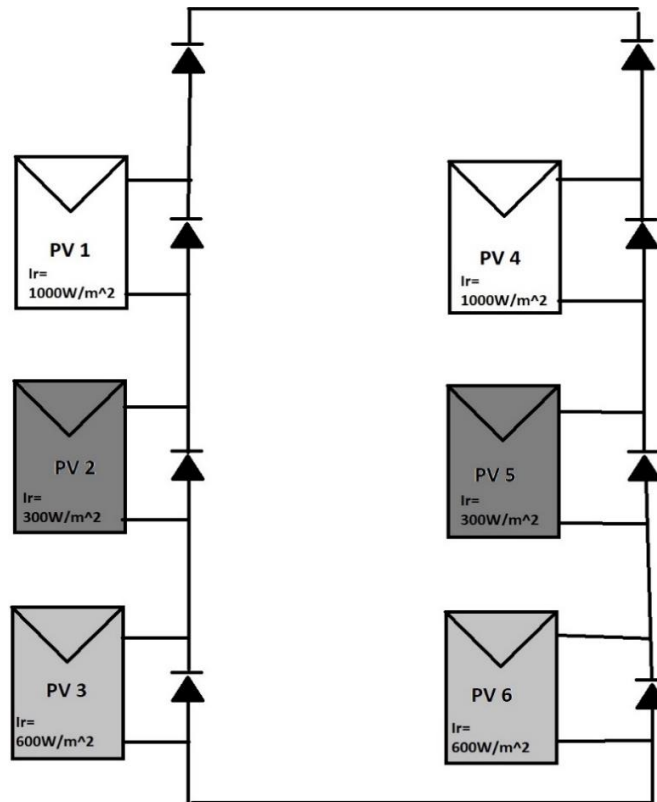 PV 1
Ir=
1000W/m^2
PV 4
Ir=
1000W/m^2
PV 2
Ir=
300W/m^2
PV 5
Ir=
300W/m^2
PV 3
Ir=
600W/m^2
PV 6
Ir=
600W/m^2